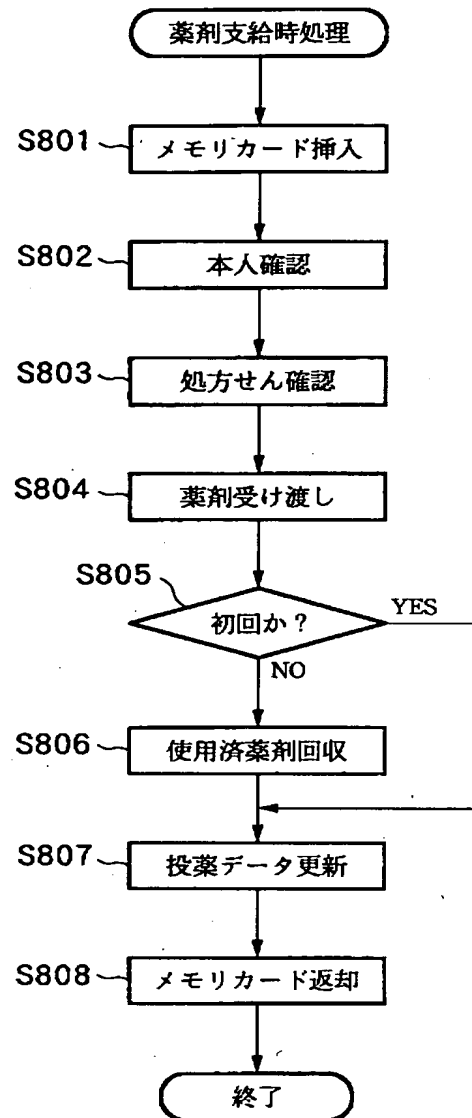 薬剤支給時処理
S801
メモリカード挿入
S802
本人確認
S803
処方せん確認
S804
薬剤受け渡し
S805
初回か?
YES
NO
S806
使用済薬剤回収
S807
投薬データ更新
S808
メモリカード返却
終了